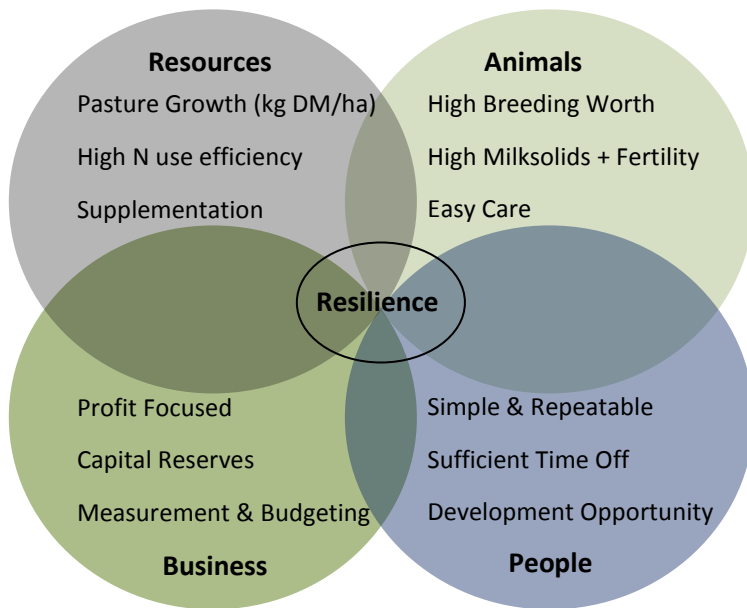 Resources
Pasture Growth (kg DM/ha)
High N use efficiency
Supplementation
Animals
High Breeding Worth
High Milksolids + Fertility
Easy Care
Resilience
Profit Focused
Capital Reserves
Measurement & Budgeting
Business
Simple & Repeatable
Sufficient Time Off
Development Opportunity
People